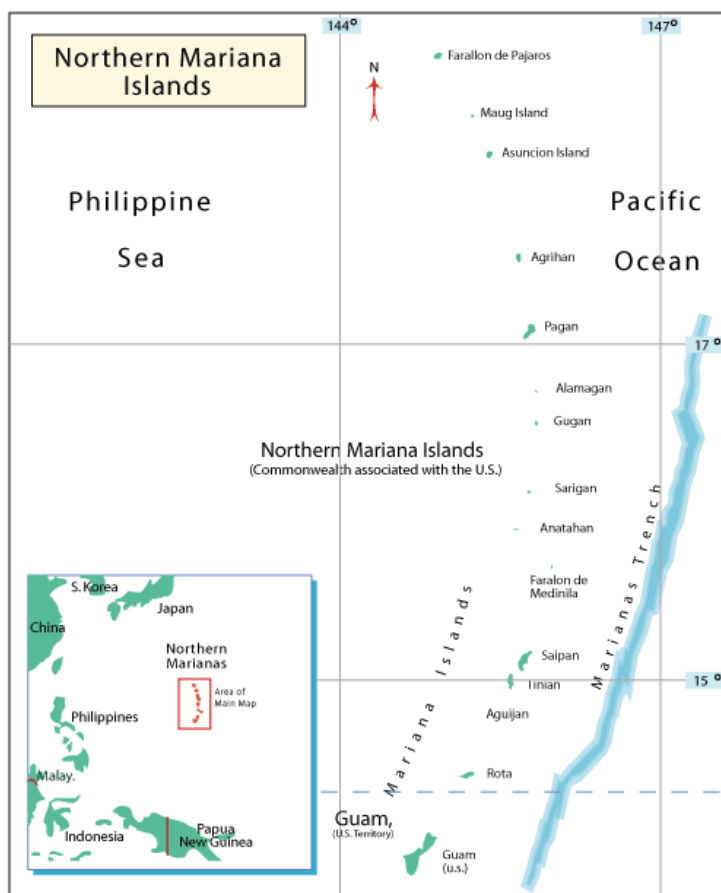 144°
147°
Northern Mariana
Islands
N
Farallon de Pajaros
Maug Island
Asuncion Island
Philippine
Sea
Pacific
Ocean
Agrihan
Pagan
17°
Alamagan
Gugan
Northern Mariana Islands
(Commonwealth associated with the U.S.)
Sarigan
Anatahan
Faralon de
Medinilla
Marianas Trench
Mariana Islands
Saipan
15°
Tinian
Aguijan
Rota
Guam,
(U.S. Territory)
Guam
(u.s.)
S. Korea
Japan
China
Northern
Marianas
Area of
Main Map
Philippines
Malay.
Indonesia
Papua
New Guinea